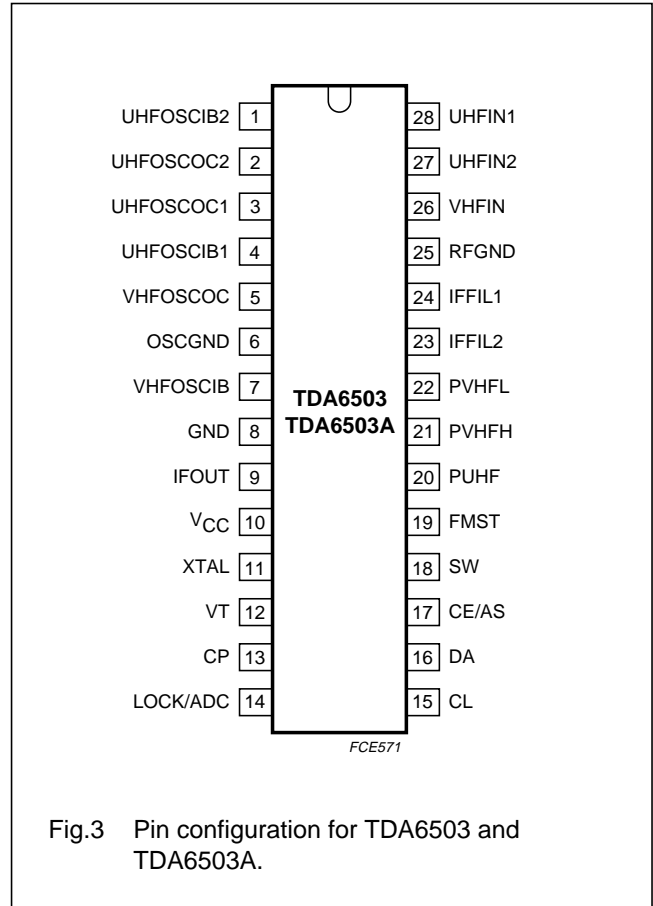 UHFOSCIB2 1
UHFOSCOC2 2
UHFOSCOC1 3
UHFOSCIB1 4
VHFOSCOC 5
OSCGND 6
VHFOSCIB 7
GND 8
IFOUT 9
VCC 10
XTAL 11
VT 12
CP 13
LOCK/ADC 14
TDA6503
TDA6503A
28 UHFIN1
27 UHFIN2
26 VHFIN
25 RFGND
24 IFFIL1
23 IFFIL2
22 PVHFL
21 PVHFH
20 PUHF
19 FMST
18 SW
17 CE/AS
16 DA
15 CL
FCE571
Fig.3 Pin configuration for TDA6503 and
TDA6503A.